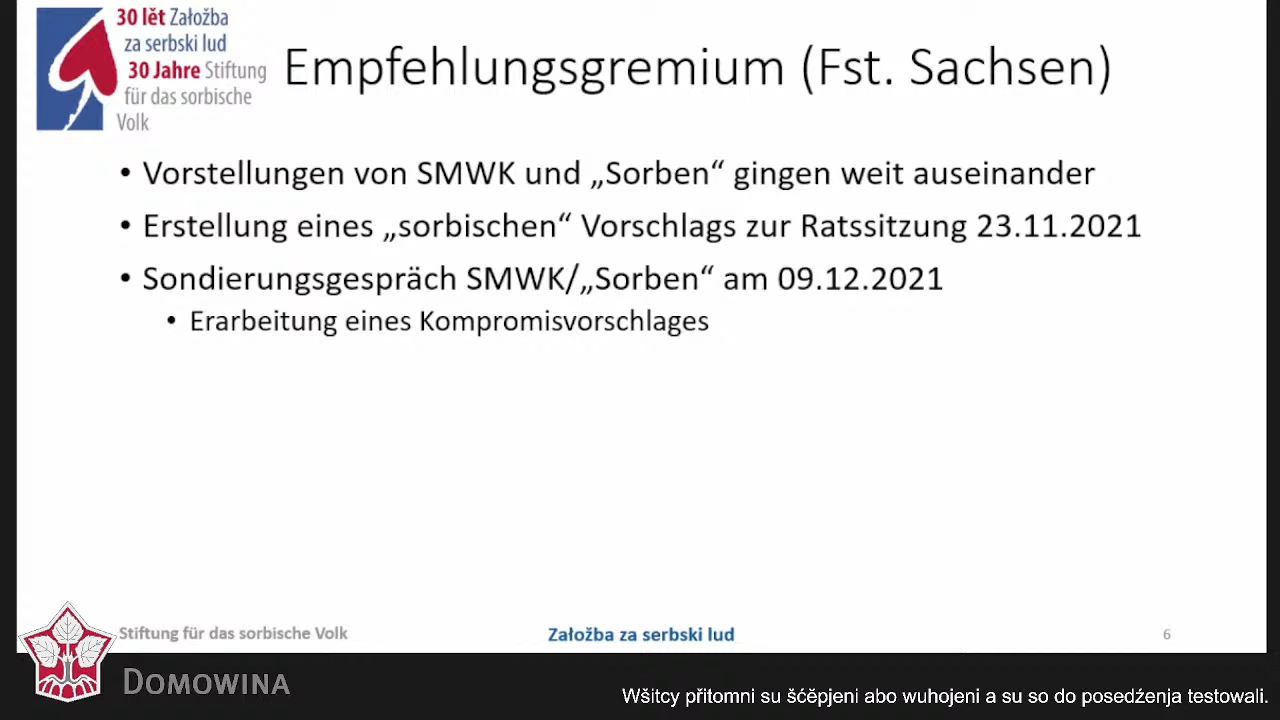 30 lět Załožba
za serbski lud
30 Jahre Stiftung
für das sorbische
Volk
Empfehlungsgremium (Fst. Sachsen)
• Vorstellungen von SMWK und „Sorben“ gingen weit auseinander
• Erstellung eines „sorbischen“ Vorschlags zur Ratssitzung 23.11.2021
• Sondierungsgespräch SMWK/„Sorben“ am 09.12.2021
• Erarbeitung eines Kompromisvorschlages
Stiftung für das sorbische Volk
Załožba za serbski lud
6
DOMOWINA
Wšitcy přitomni su šćěpjeni abo wuhojeni a su so do posedźenja testowali.